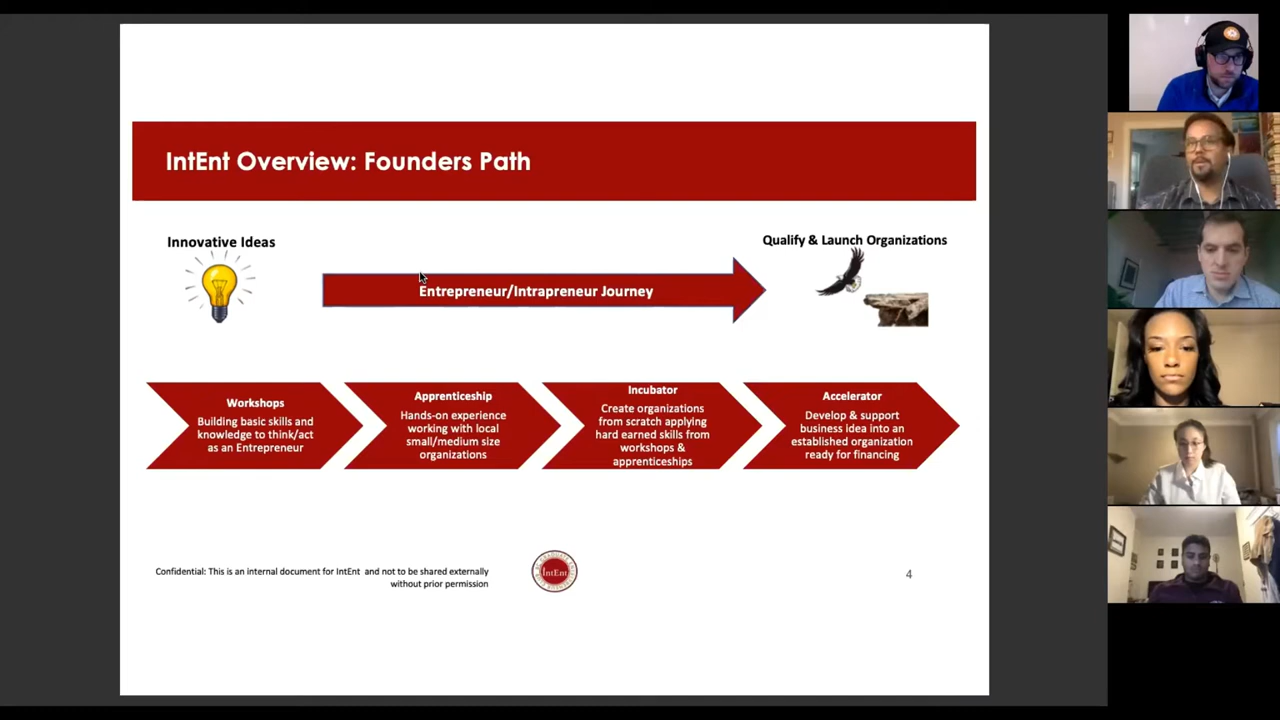 IntEnt Overview: Founders Path
Innovative Ideas
Qualify & Launch Organizations
Entrepreneur/Intrapreneur Journey
Workshops
Building basic skills and
knowledge to think/act
as an Entrepreneur
Apprenticeship
Hands-on experience
working with local
small/medium size
organizations
Incubator
Create organizations
from scratch applying
hard earned skills from
workshops &
apprenticeships
Accelerator
Develop & support
business idea into an
established organization
ready for financing
Confidential: This is an internal document for IntEnt and not to be shared externally
without prior permission
IntEnt
4